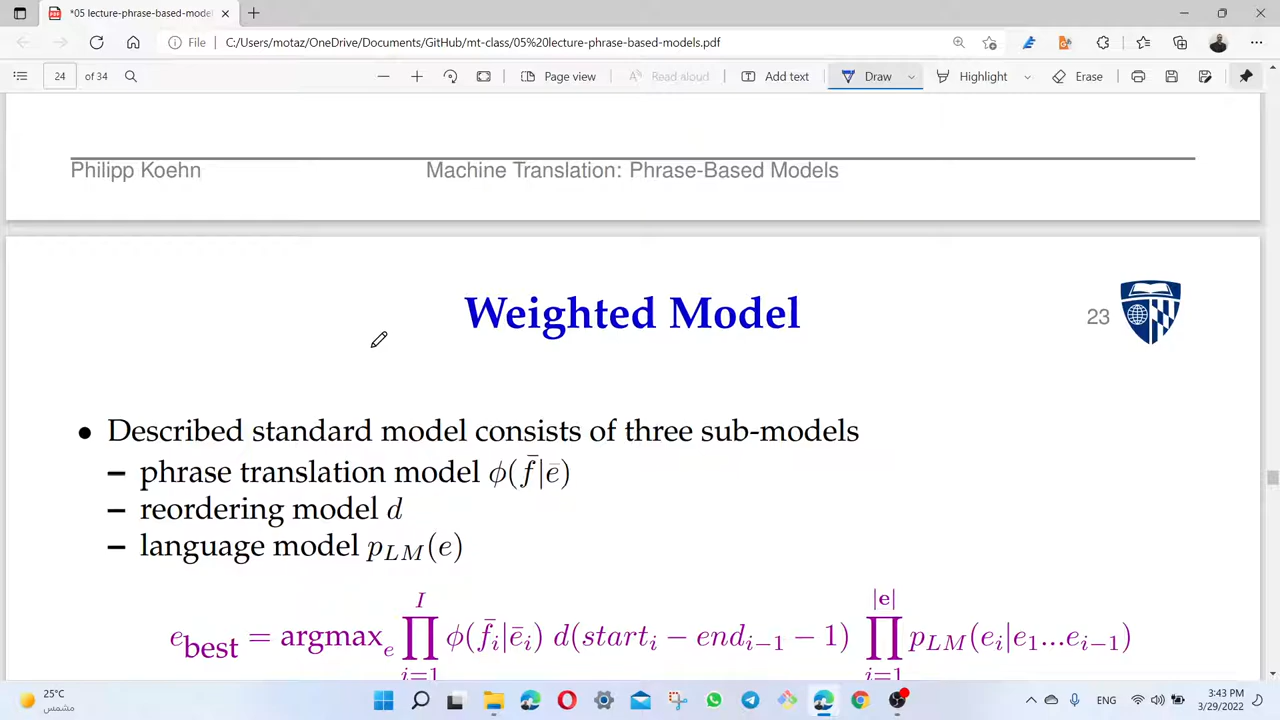 *05 lecture-phrase-based-model
File
C:/Users/motaz/OneDrive/Documents/GitHub/mt-class/05%20lecture-phrase-based-models.pdf
24 of 34
Page view
Read aloud
Add text
Draw
Highlight
Erase
Philipp Koehn
Machine Translation: Phrase-Based Models
Weighted Model
23
• Described standard model consists of three sub-models
– phrase translation model ϕ(f̄|ē)
– reordering model d
– language model p_LM(e)
e_best = argmax_e ∏_{i=1}^{I} ϕ(f̄_i|ē_i) d(start_i − end_{i−1} − 1) ∏_{i=1}^{|e|} p_LM(e_i|e_1...e_{i−1})
25°C
مشمس
ENG
3:43 PM
3/29/2022